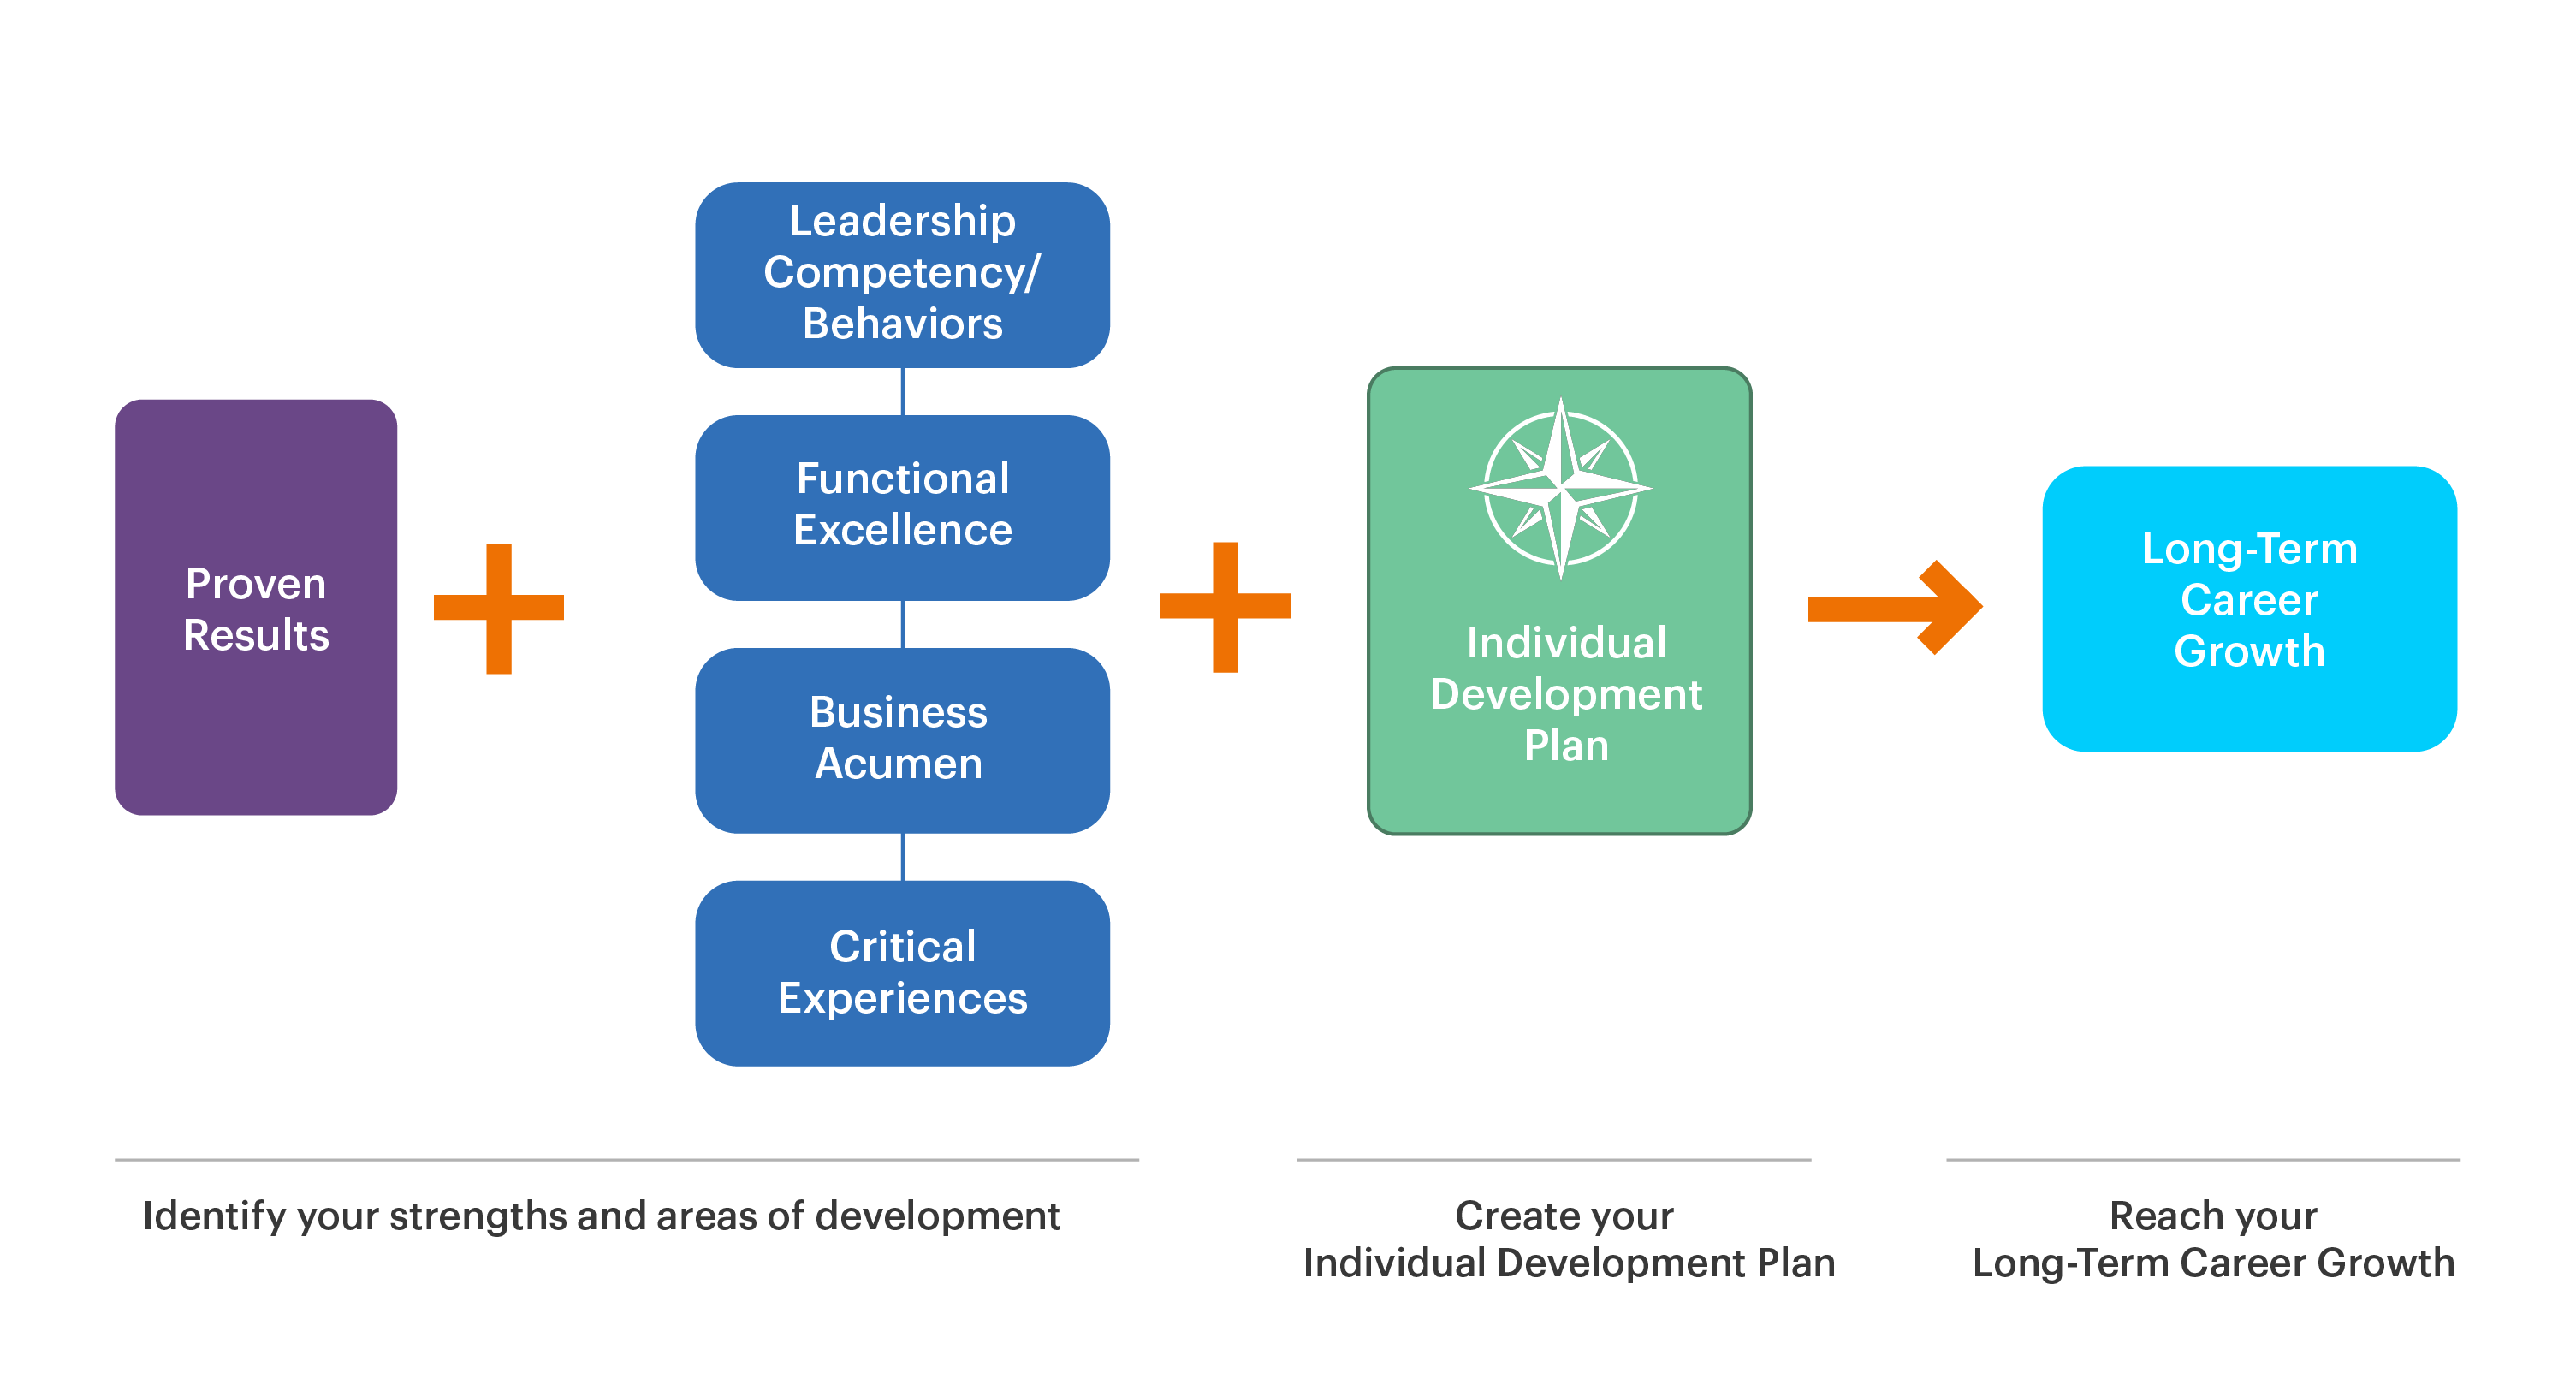 Proven
Results
Leadership
Competency/
Behaviors
Functional
Excellence
Business
Acumen
Critical
Experiences
Individual
Development
Plan
Long-Term
Career
Growth
Identify your strengths and areas of development
Create your
Individual Development Plan
Reach your
Long-Term Career Growth